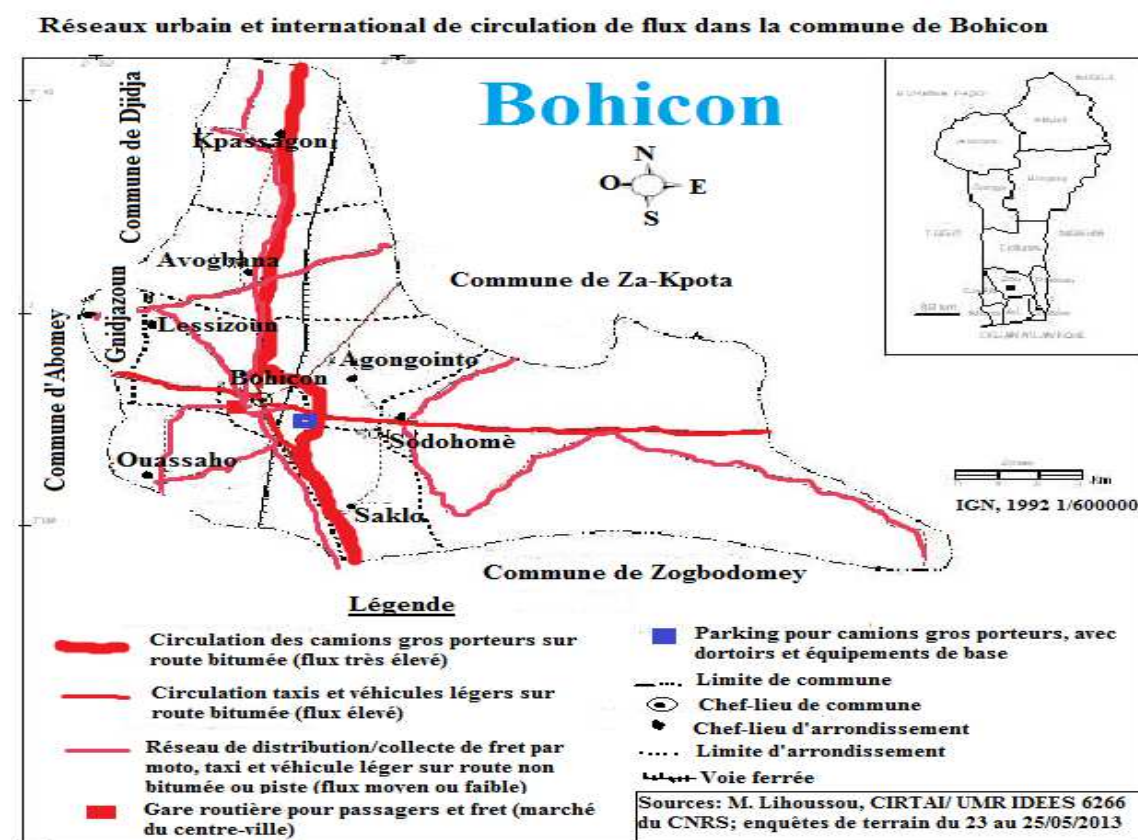 Réseaux urbain et international de circulation de flux dans la commune de Bohicon
Bohicon
N
O
E
S
Commune de Djidja
Kpassagon
Avogbana
Commune de Za-Kpota
Gnidjazoun
Lessizoun
Agongointo
Commune d'Abomey
Bohicon
Sodohomè
Ouassaho
Saklo
Km
IGN, 1992 1/600000
Commune de Zogbodomey
Légende
Circulation des camions gros porteurs sur
route bitumée (flux très élevé)
Circulation taxis et véhicules légers sur
route bitumée (flux élevé)
Réseau de distribution/collecte de fret par
moto, taxi et véhicule léger sur route non
bitumée ou piste (flux moyen ou faible)
Gare routière pour passagers et fret (marché
du centre-ville)
Parking pour camions gros porteurs, avec
dortoirs et équipements de base
Limite de commune
Chef-lieu de commune
Chef-lieu d'arrondissement
Limite d'arrondissement
Voie ferrée
Sources: M. Lihoussou, CIRTAI/ UMR IDEES 6266
du CNRS; enquêtes de terrain du 23 au 25/05/2013